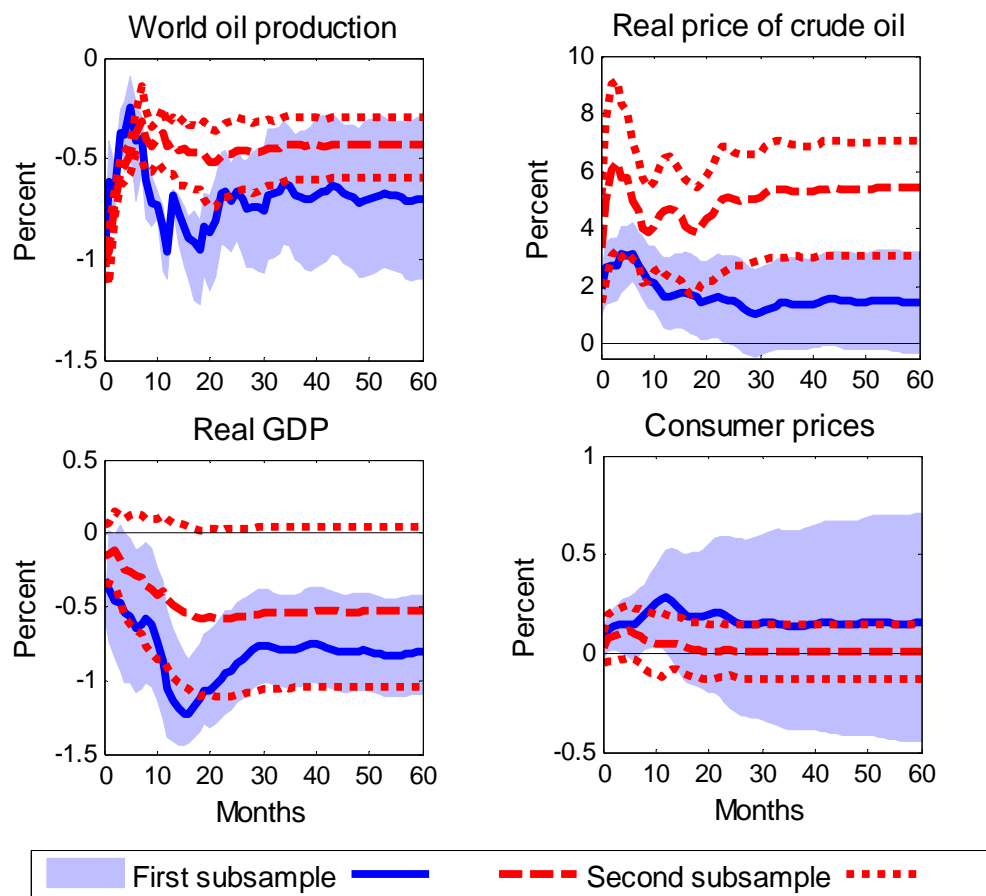 World oil production
Real price of crude oil
Percent
0
-0.5
-1
-1.5
0 10 20 30 40 50 60
Percent
10
8
6
4
2
0
0 10 20 30 40 50 60
Real GDP
Consumer prices
Percent
0.5
0
-0.5
-1
-1.5
0 10 20 30 40 50 60
Months
Percent
1
0.5
0
-0.5
0 10 20 30 40 50 60
Months
First subsample
Second subsample